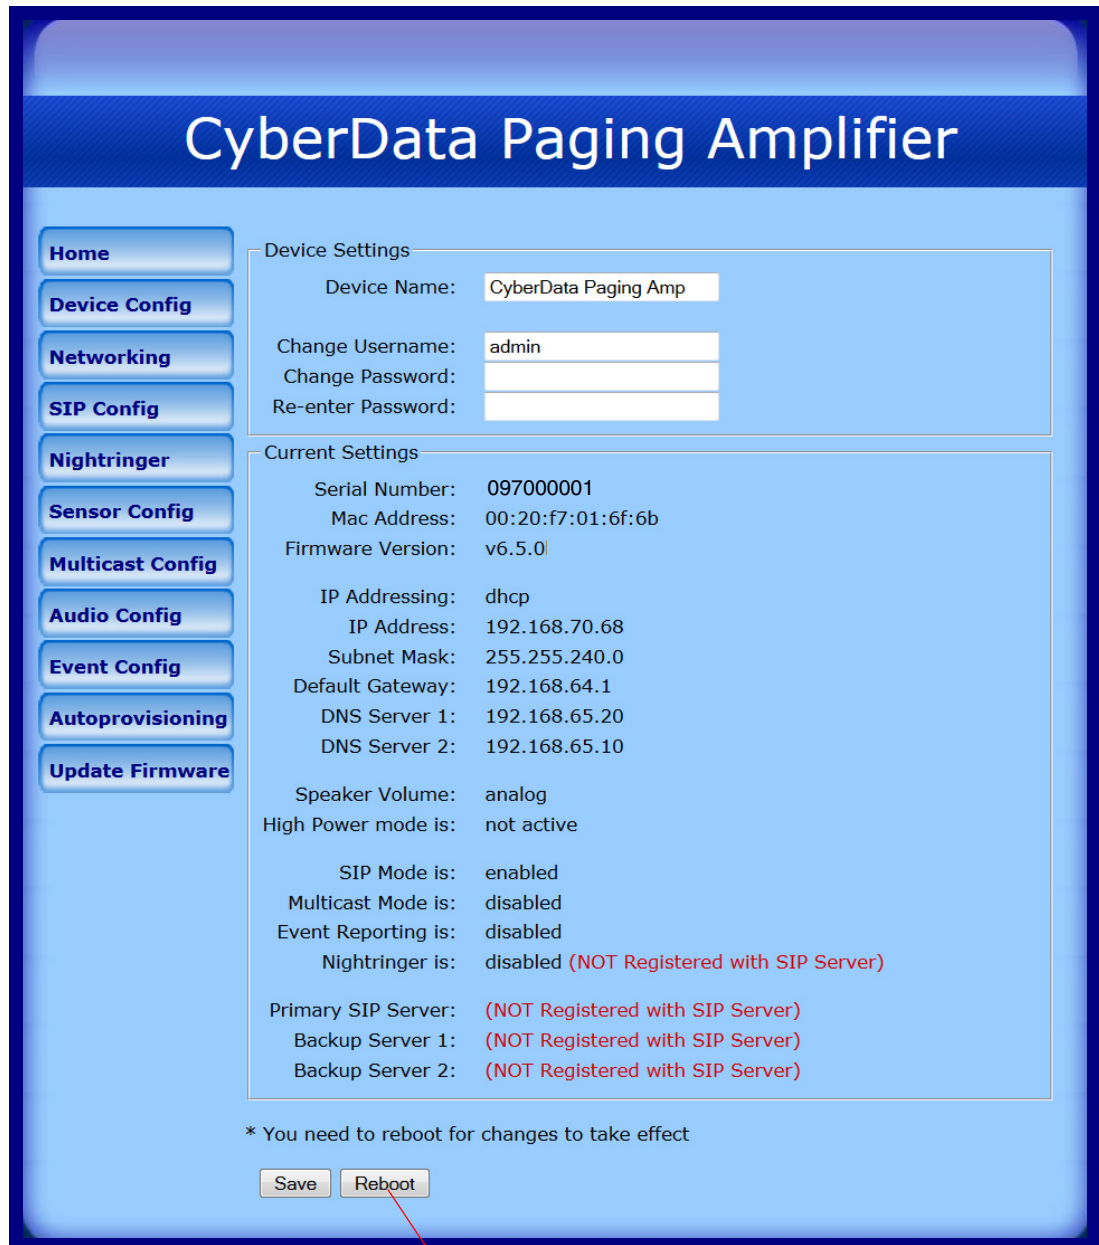 CyberData Paging Amplifier
Home
Device Config
Networking
SIP Config
Nightringer
Sensor Config
Multicast Config
Audio Config
Event Config
Autoprovisioning
Update Firmware
Device Settings
Device Name: CyberData Paging Amp
Change Username: admin
Change Password:
Re-enter Password:
Current Settings
Serial Number: 097000001
Mac Address: 00:20:f7:01:6f:6b
Firmware Version: v6.5.0
IP Addressing: dhcp
IP Address: 192.168.70.68
Subnet Mask: 255.255.240.0
Default Gateway: 192.168.64.1
DNS Server 1: 192.168.65.20
DNS Server 2: 192.168.65.10
Speaker Volume: analog
High Power mode is: not active
SIP Mode is: enabled
Multicast Mode is: disabled
Event Reporting is: disabled
Nightringer is: disabled (NOT Registered with SIP Server)
Primary SIP Server: (NOT Registered with SIP Server)
Backup Server 1: (NOT Registered with SIP Server)
Backup Server 2: (NOT Registered with SIP Server)
* You need to reboot for changes to take effect
Save Reboot